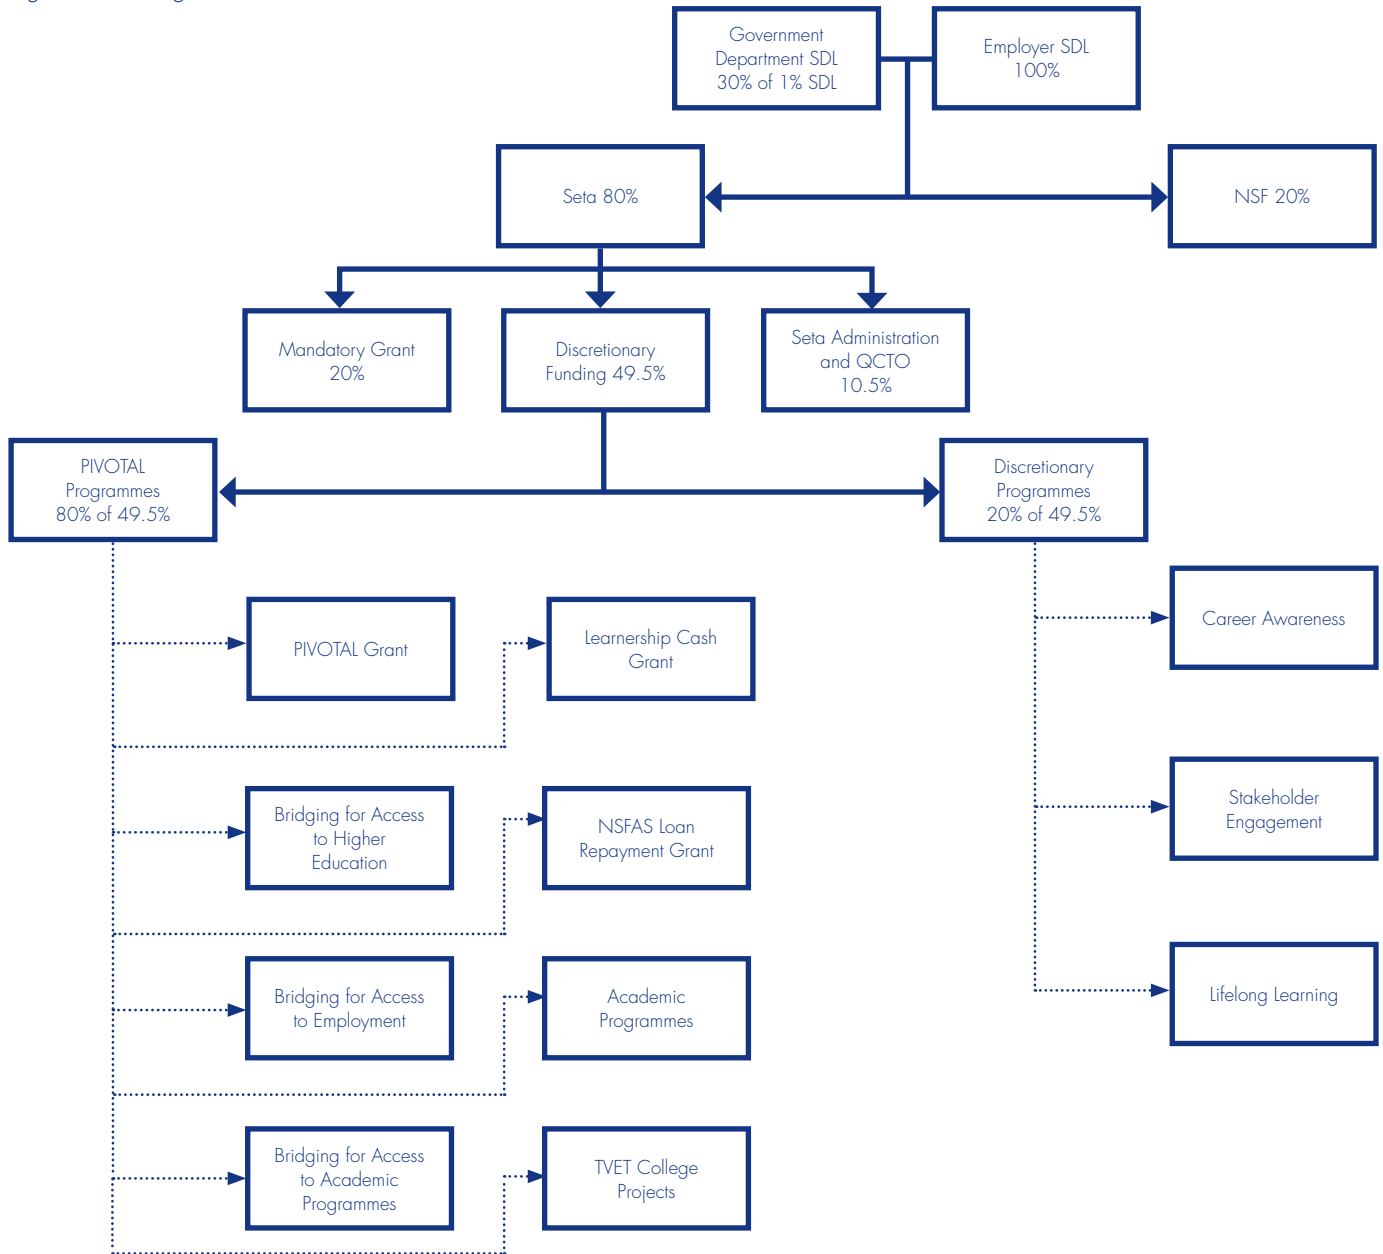 Government
Department SDL
30% of 1% SDL
Employer SDL
100%
Seta 80%
NSF 20%
Mandatory Grant
20%
Discretionary
Funding 49.5%
Seta Administration
and QCTO
10.5%
PIVOTAL
Programmes
80% of 49.5%
Discretionary
Programmes
20% of 49.5%
PIVOTAL Grant
Learnership Cash
Grant
Career Awareness
Bridging for Access
to Higher
Education
NSFAS Loan
Repayment Grant
Stakeholder
Engagement
Bridging for Access
to Employment
Academic
Programmes
Lifelong Learning
Bridging for Access
to Academic
Programmes
TVET College
Projects